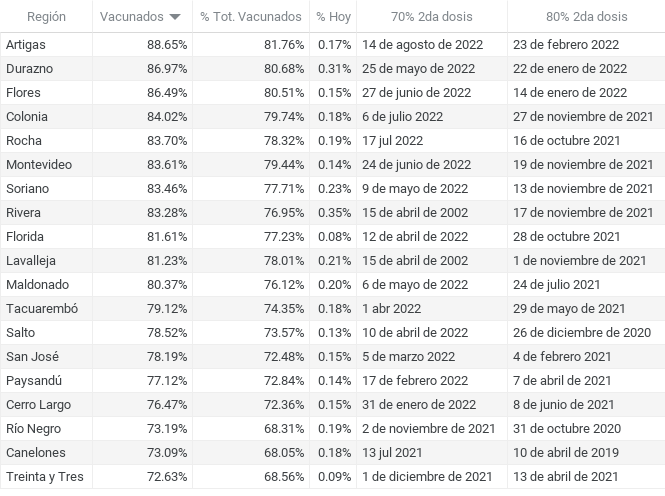 Región Vacunados % Tot. Vacunados % Hoy 70% 2da dosis 80% 2da dosis
Artigas 88.65% 81.76% 0.17% 14 de agosto de 2022 23 de febrero 2022
Durazno 86.97% 80.68% 0.31% 25 de mayo de 2022 22 de enero de 2022
Flores 86.49% 80.51% 0.15% 27 de junio de 2022 14 de enero de 2022
Colonia 84.02% 79.74% 0.18% 6 de julio de 2022 27 de noviembre de 2021
Rocha 83.70% 78.32% 0.19% 17 jul 2022 16 de octubre 2021
Montevideo 83.61% 79.44% 0.14% 24 de junio de 2022 19 de noviembre de 2021
Soriano 83.46% 77.71% 0.23% 9 de mayo de 2022 13 de noviembre de 2021
Rivera 83.28% 76.95% 0.35% 15 de abril de 2002 17 de noviembre de 2021
Florida 81.61% 77.23% 0.08% 12 de abril de 2022 28 de octubre 2021
Lavalleja 81.23% 78.01% 0.21% 15 de abril de 2002 1 de noviembre de 2021
Maldonado 80.37% 76.12% 0.20% 6 de mayo de 2022 24 de julio 2021
Tacuarembó 79.12% 74.35% 0.18% 1 abr 2022 29 de mayo de 2021
Salto 78.52% 73.57% 0.13% 10 de abril de 2022 26 de diciembre de 2020
San José 78.19% 72.48% 0.15% 5 de marzo 2022 4 de febrero 2021
Paysandú 77.12% 72.84% 0.14% 17 de febrero 2022 7 de abril de 2021
Cerro Largo 76.47% 72.36% 0.15% 31 de enero de 2022 8 de junio de 2021
Río Negro 73.19% 68.31% 0.19% 2 de noviembre de 2021 31 de octubre 2020
Canelones 73.09% 68.05% 0.18% 13 jul 2021 10 de abril de 2019
Treinta y Tres 72.63% 68.56% 0.09% 1 de diciembre de 2021 13 de abril de 2021